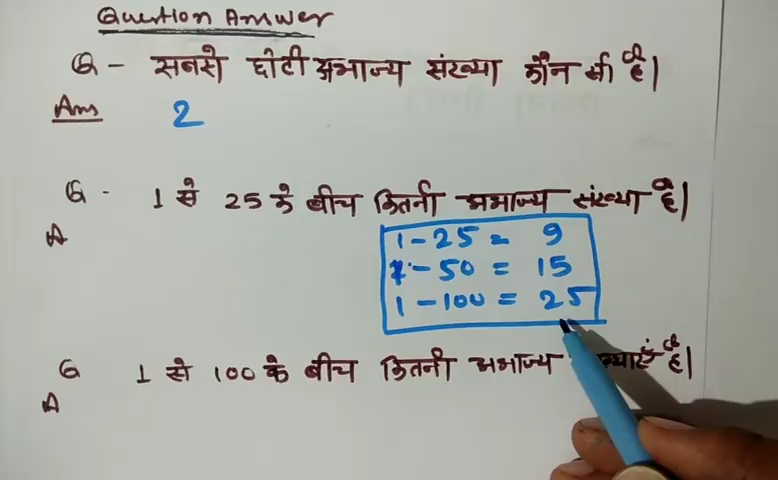 Question Answer
Q - सबसे छोटी अभाज्य संख्या कौन सी है|
Ans 2
Q - 1 से 25 के बीच कितनी अभाज्य संख्या है|
A
1 - 25 = 9
1 - 50 = 15
1 - 100 = 25
Q 1 से 100 के बीच कितनी अभाज्य है|
A